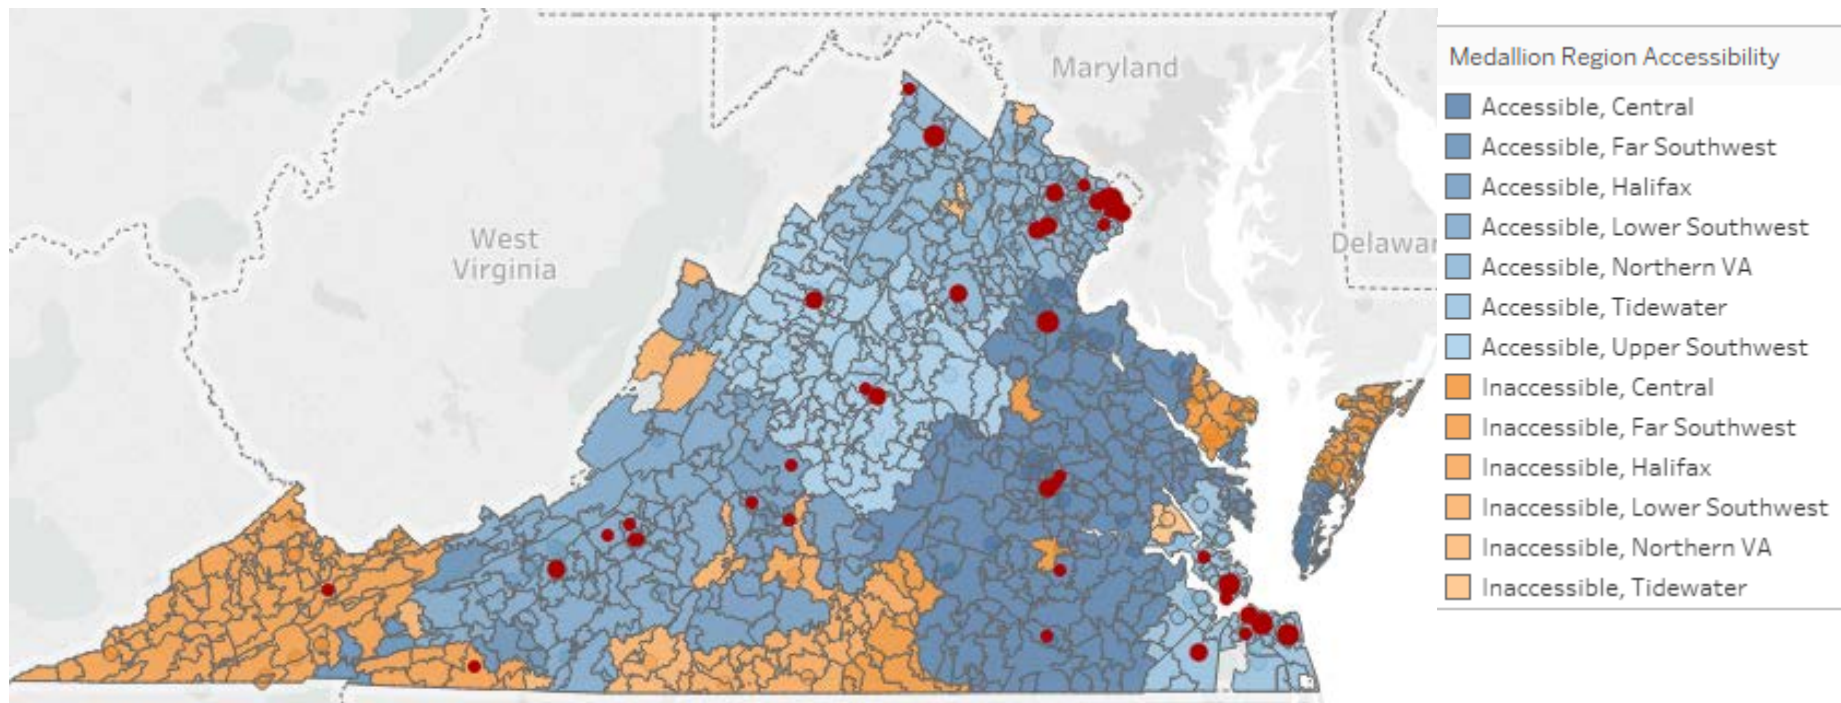 Maryland
West
Virginia
Delawar
Medallion Region Accessibility
Accessible, Central
Accessible, Far Southwest
Accessible, Halifax
Accessible, Lower Southwest
Accessible, Northern VA
Accessible, Tidewater
Accessible, Upper Southwest
Inaccessible, Central
Inaccessible, Far Southwest
Inaccessible, Halifax
Inaccessible, Lower Southwest
Inaccessible, Northern VA
Inaccessible, Tidewater